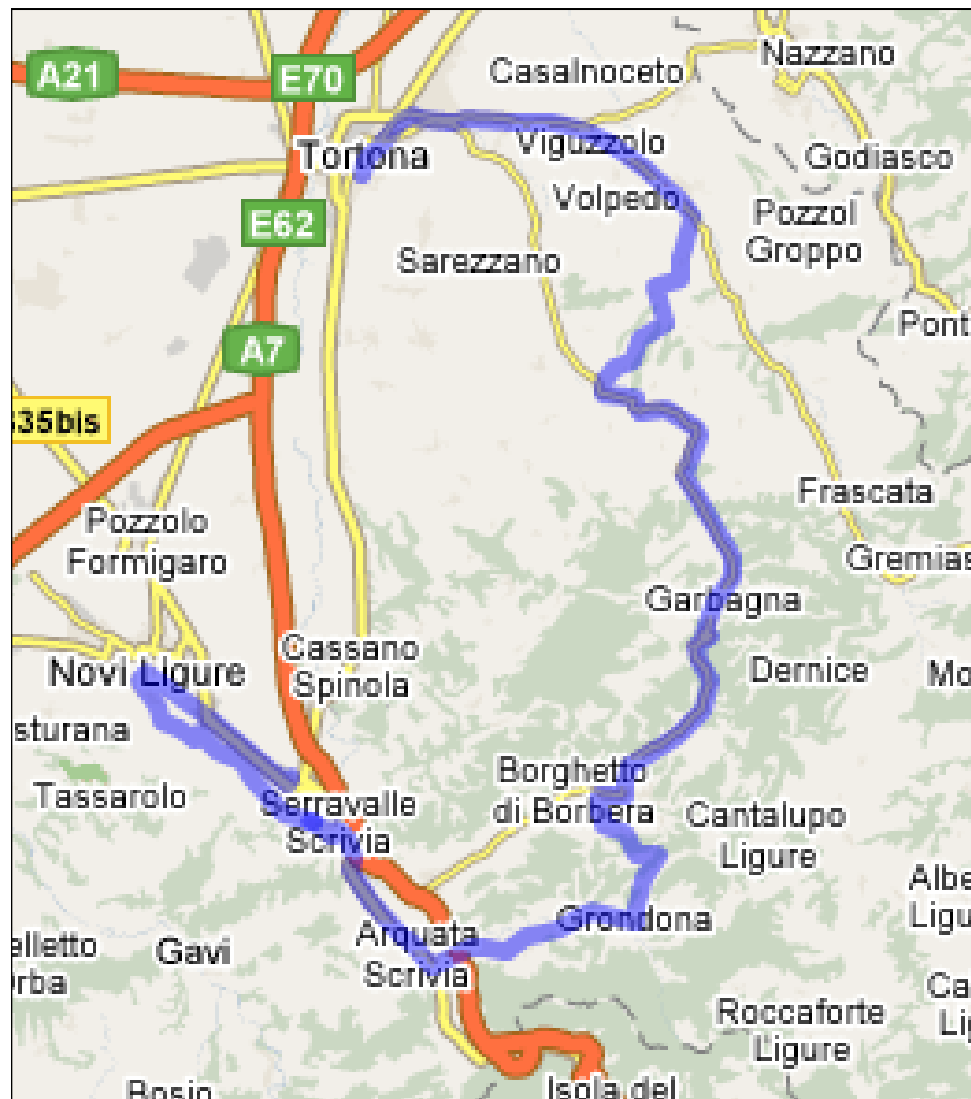 Nazzano
Casalnoceto
A21
E70
Viguzzolo
Tortona
Godiasco
Volpedo
Pozzol
Groppo
E62
Sarezzano
Pont
A7
35bis
Frascata
Pozzolo
Formigaro
Gremias
Garbagna
Cassano
Spinola
Novi Ligure
Dernice
Mo
sturana
Borghetto
di Borbera
Tassarolo
Serravalle
Scrivia
Cantalupo
Ligure
Albe
Ligu
Grondona
Arquata
Scrivia
elletto
rba
Gavi
Ca
Lig
Roccaforte
Ligure
Isola del
Bosio